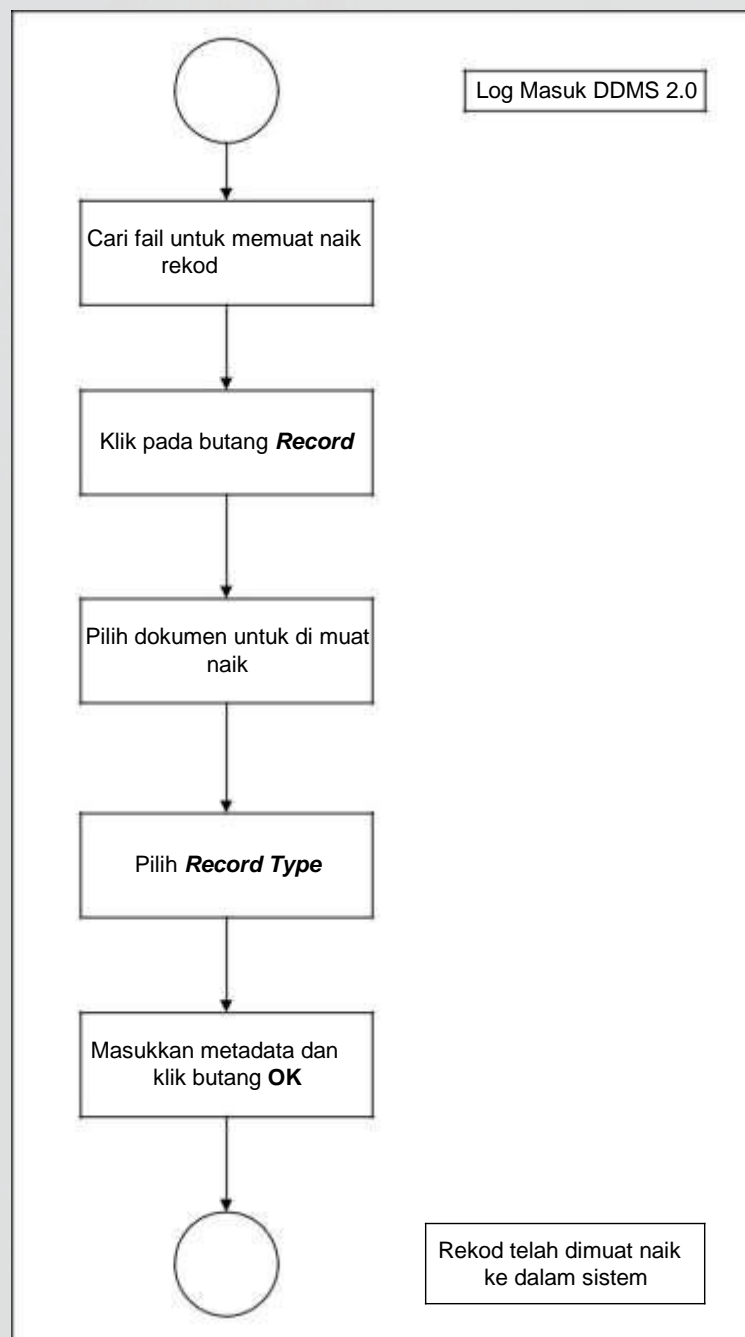 Log Masuk DDMS 2.0
Cari fail untuk memuat naik
rekod
Klik pada butang Record
Pilih dokumen untuk di muat
naik
Pilih Record Type
Masukkan metadata dan
klik butang OK
Rekod telah dimuat naik
ke dalam sistem